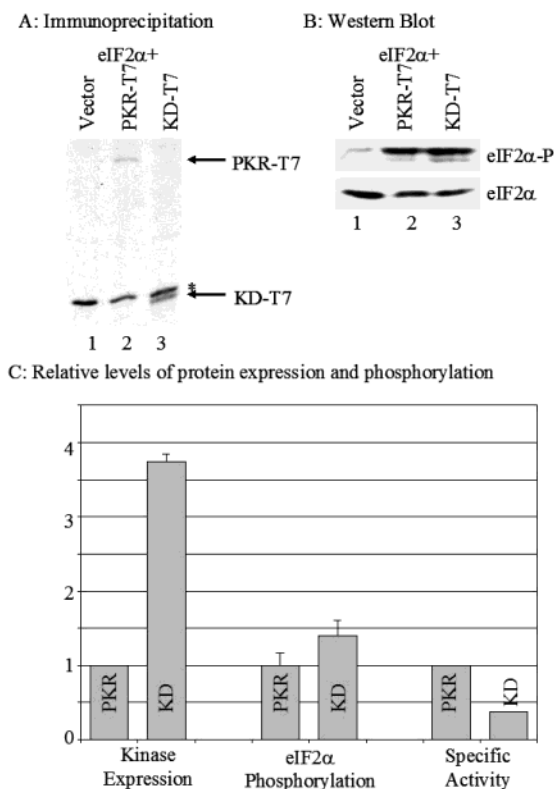 A: Immunoprecipitation
eIF2α+
Vector
PKR-T7
KD-T7
PKR-T7
*
KD-T7
1 2 3
B: Western Blot
eIF2α+
Vector
PKR-T7
KD-T7
eIF2α-P
eIF2α
1 2 3
C: Relative levels of protein expression and phosphorylation
4
3
2
1
0
PKR
KD
PKR
KD
PKR
KD
Kinase
Expression
eIF2α
Phosphorylation
Specific
Activity